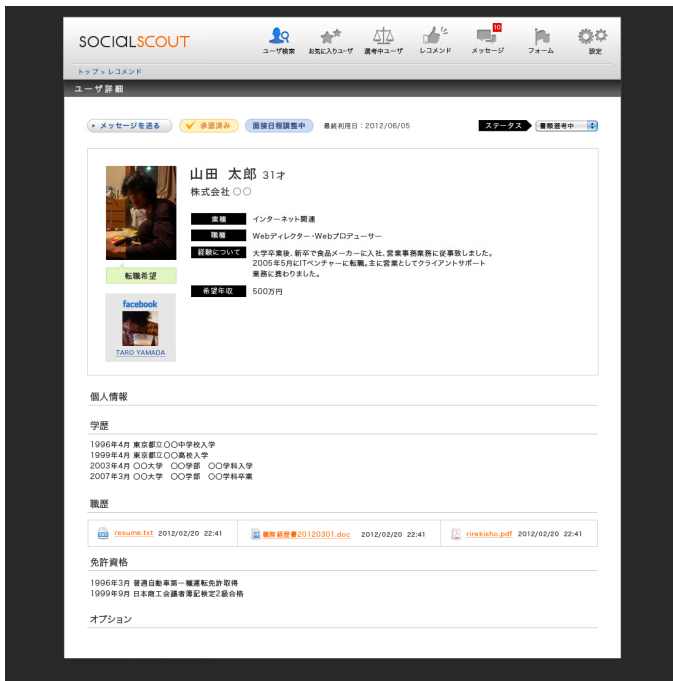 SOCIALSCOUT
10
ユーザ検索 お気に入りユーザ 選考中ユーザ レコメンド メッセージ フォーム 設定
トップ > レコメンド
ユーザ詳細
メッセージを送る 承認済み 面接日程調整中 最終利用日：2012/06/05 ステータス 書類選考中
山田 太郎 31才
株式会社〇〇
業種 インターネット関連
職種 Webディレクター・Webプロデューサー
経験について 大学卒業後、新卒で食品メーカーに入社、営業事務業務に従事致しました。
2005年5月にITベンチャーに転職。主に営業としてクライアントサポート
業務に携わりました。
転職希望
希望年収 500万円
facebook
TARO YAMADA
個人情報
学歴
1996年4月 東京都立〇〇中学校入学
1999年4月 東京都立〇〇高校入学
2003年4月 〇〇大学 〇〇学部 〇〇学科入学
2007年3月 〇〇大学 〇〇学部 〇〇学科卒業
職歴
resume.txt 2012/02/20 22:41 職務経歴書20120301.doc 2012/02/20 22:41 rirekisho.pdf 2012/02/20 22:41
免許資格
1996年3月 普通自動車第一種運転免許取得
1999年9月 日本商工会議者簿記検定2級合格
オプション